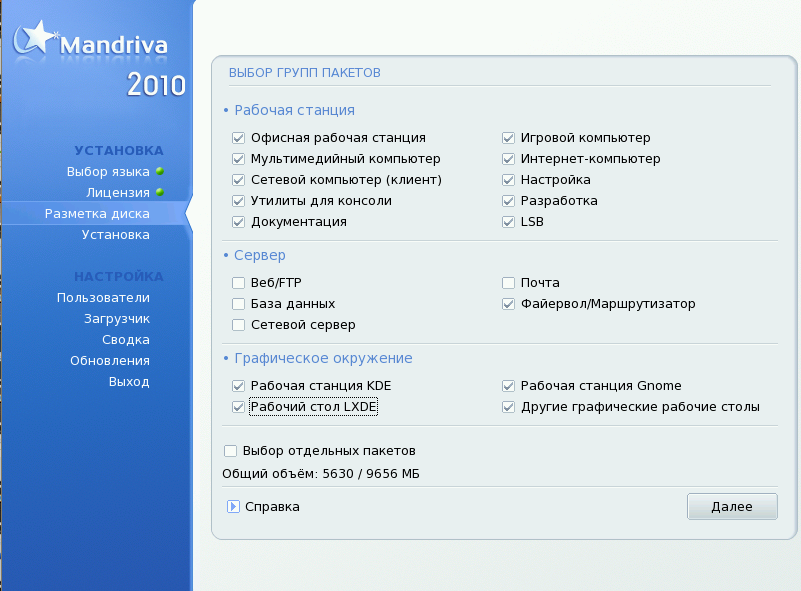 Mandriva
2010
УСТАНОВКА
Выбор языка
Лицензия
Разметка диска
Установка
НАСТРОЙКА
Пользователи
Загрузчик
Сводка
Обновления
Выход
ВЫБОР ГРУПП ПАКЕТОВ
• Рабочая станция
Офисная рабочая станция
Игровой компьютер
Мультимедийный компьютер
Интернет-компьютер
Сетевой компьютер (клиент)
Настройка
Утилиты для консоли
Разработка
Документация
LSB
• Сервер
Веб/FTP
Почта
База данных
Файервол/Маршрутизатор
Сетевой сервер
• Графическое окружение
Рабочая станция KDE
Рабочая станция Gnome
Рабочий стол LXDE
Другие графические рабочие столы
Выбор отдельных пакетов
Общий объём: 5630 / 9656 МБ
Справка
Далее